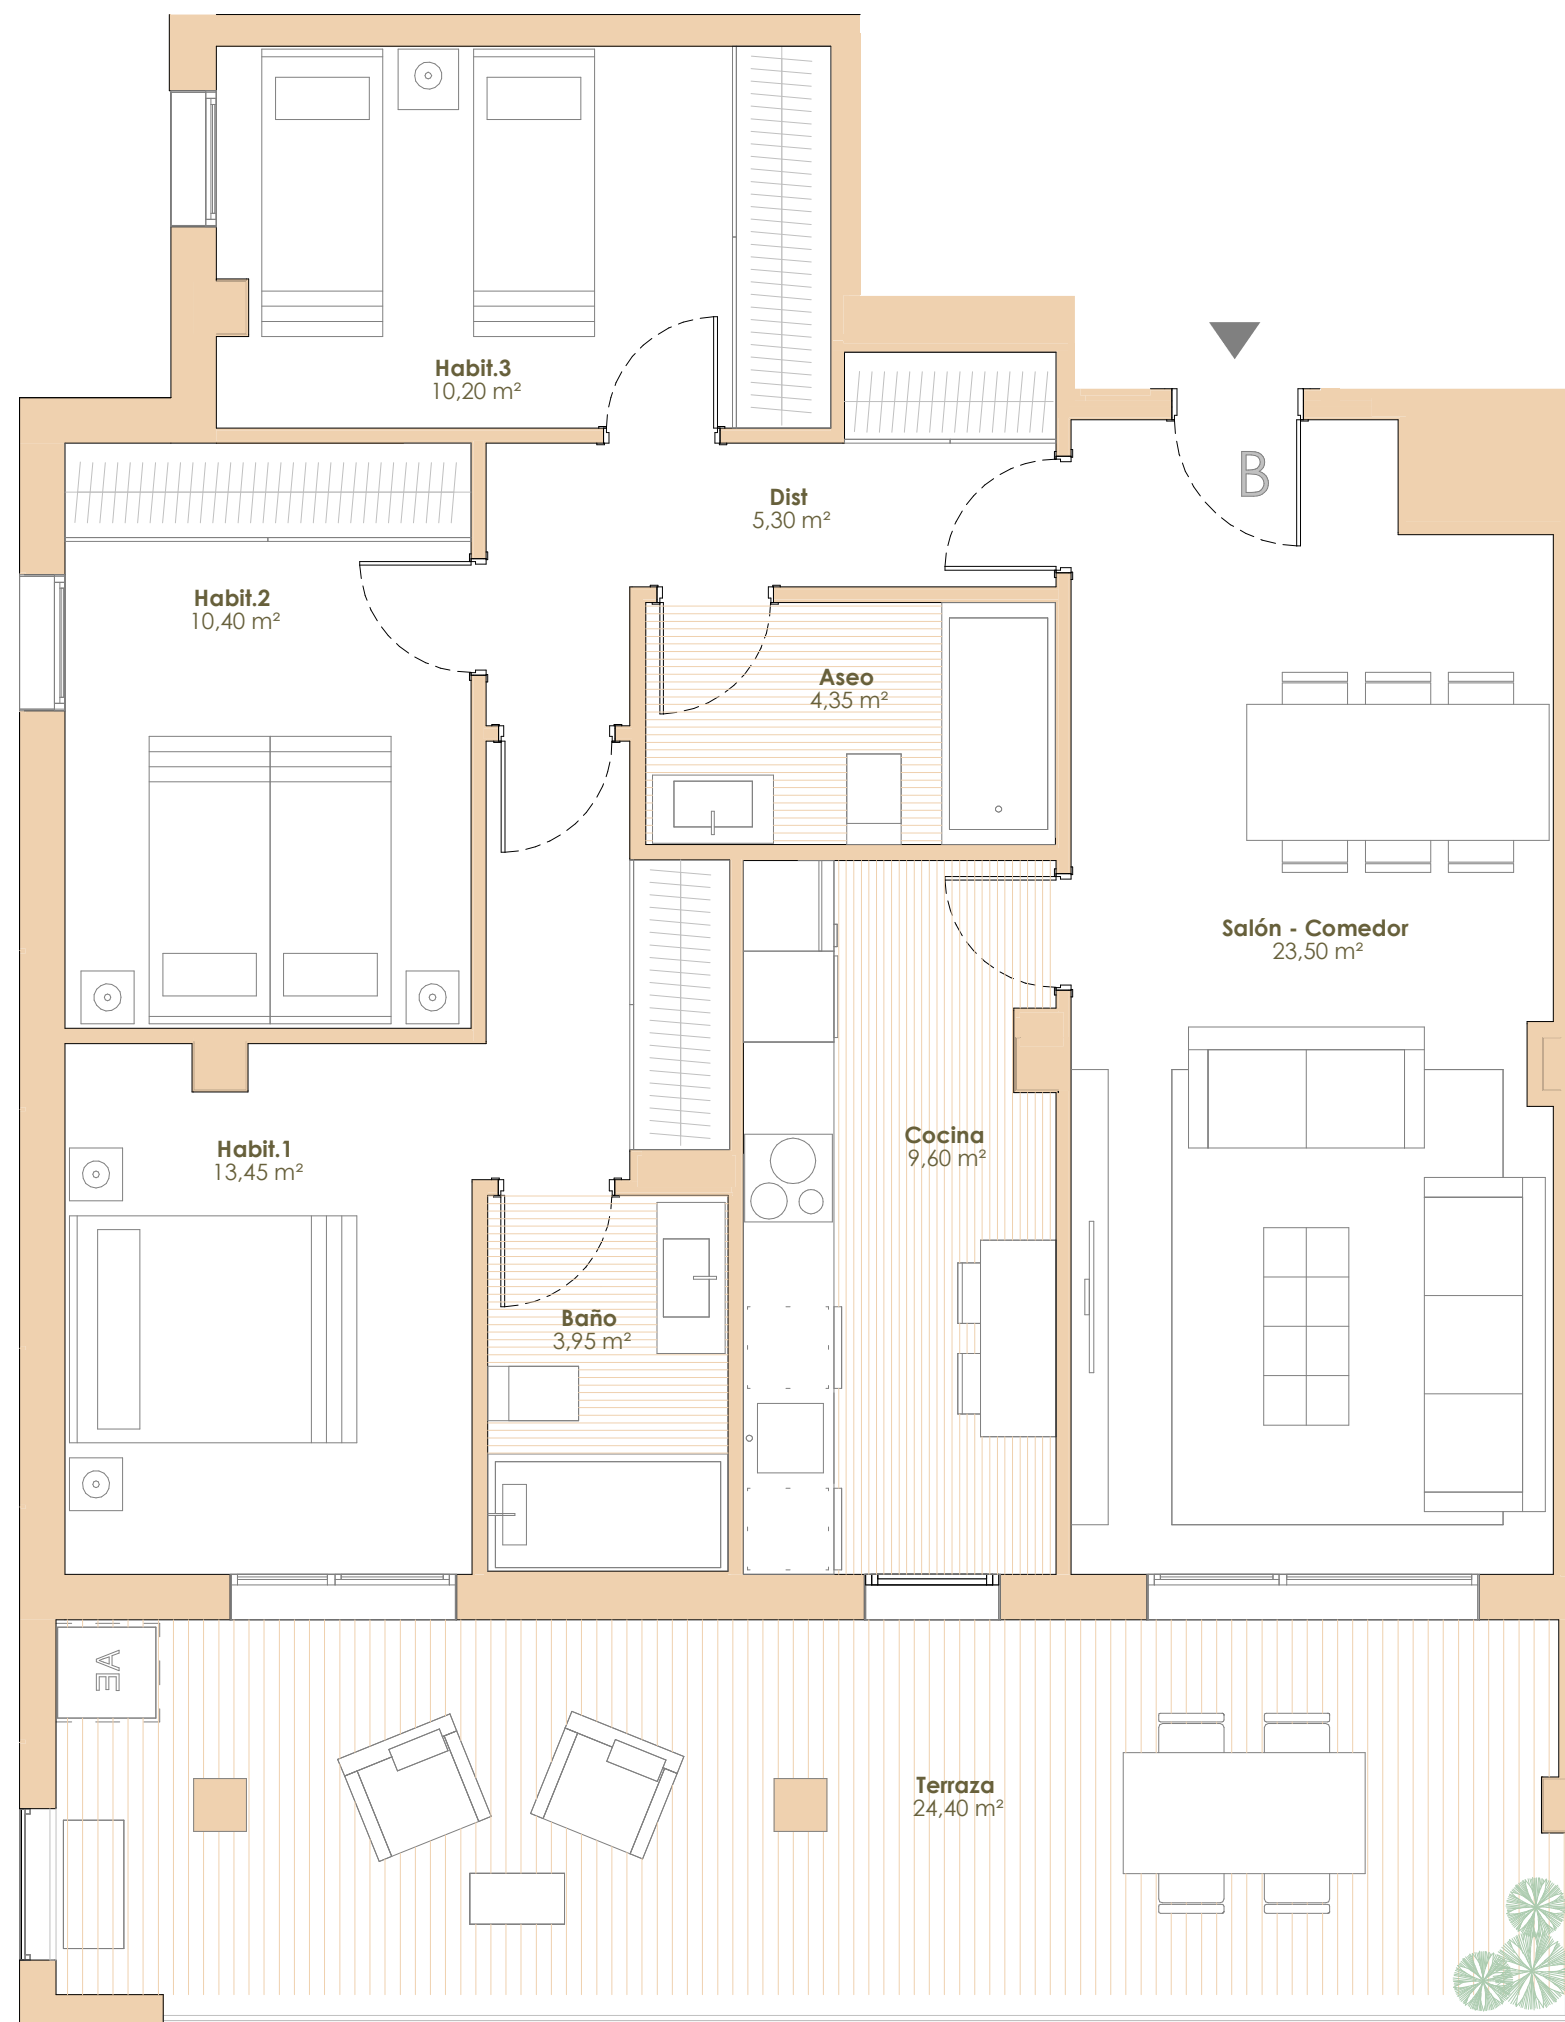 Habit.3
10,20 m²
B
Dist
5,30 m²
Habit.2
10,40 m²
Aseo
4,35 m²
Salón - Comedor
23,50 m²
Cocina
9,60 m²
Habit.1
13,45 m²
Baño
3,95 m²
AE
Terraza
24,40 m²